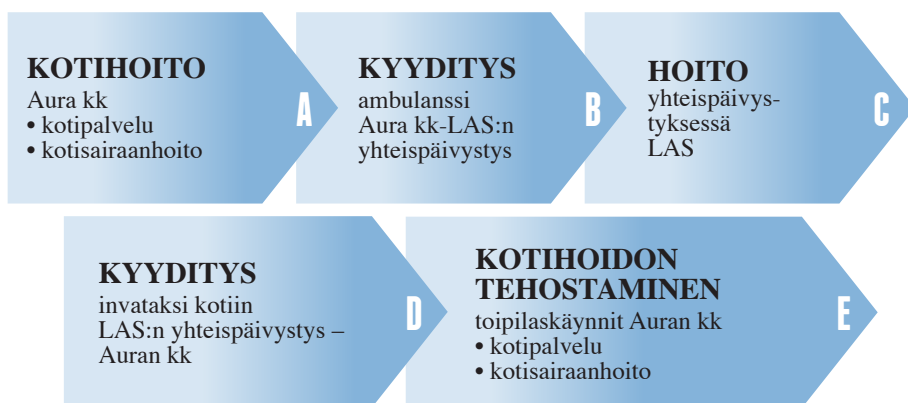 KOTIHOITO
Aura kk
• kotipalvelu
• kotisairaanhoito
A
KYYDITYS
ambulanssi
Aura kk-LAS:n
yhteispäivystys
B
HOITO
yhteispäivys-
tyksessä
LAS
C
KYYDITYS
invataksi kotiin
LAS:n yhteispäivystys –
Auran kk
D
KOTIHOIDON
TEHOSTAMINEN
toipilaskäynnit Auran kk
• kotipalvelu
• kotisairaanhoito
E